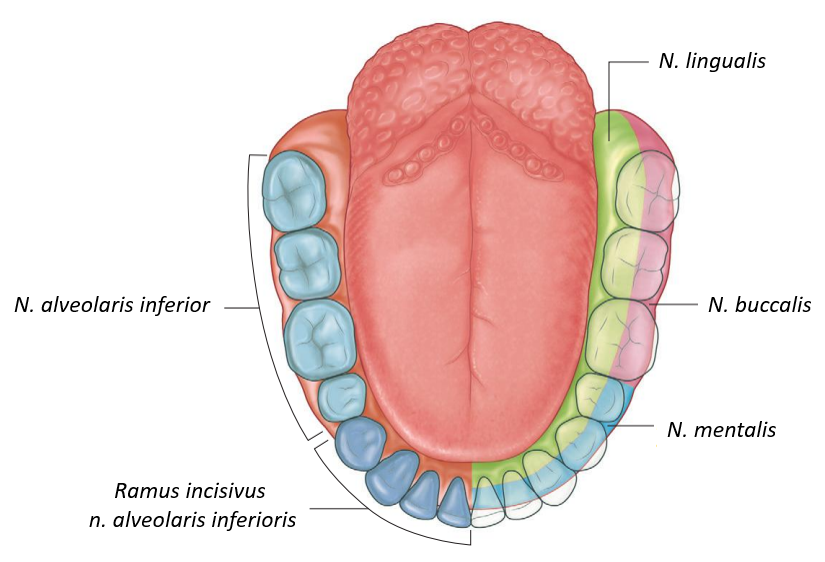 N. lingualis
N. alveolaris inferior
N. buccalis
N. mentalis
Ramus incisivus
n. alveolaris inferioris